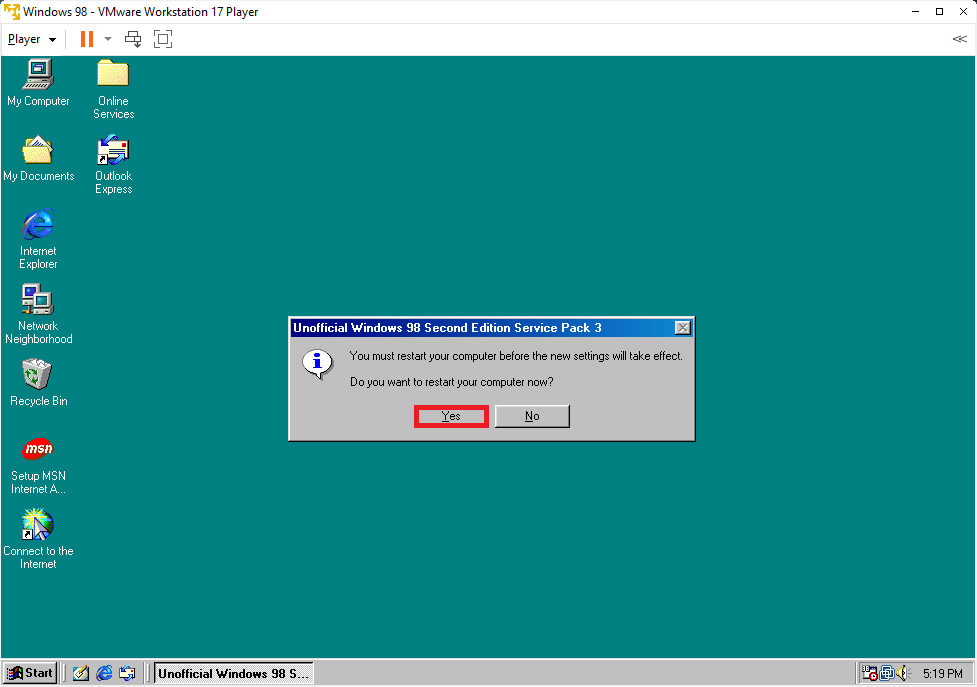 Windows 98 - VMware Workstation 17 Player
Player
My Computer
Online
Services
My Documents
Outlook
Express
Internet
Explorer
Network
Neighborhood
Recycle Bin
msn
Setup MSN
Internet A...
Connect to the
Internet
Unofficial Windows 98 Second Edition Service Pack 3
You must restart your computer before the new settings will take effect.
Do you want to restart your computer now?
Yes
No
Start
Unofficial Windows 98 S...
5:19 PM